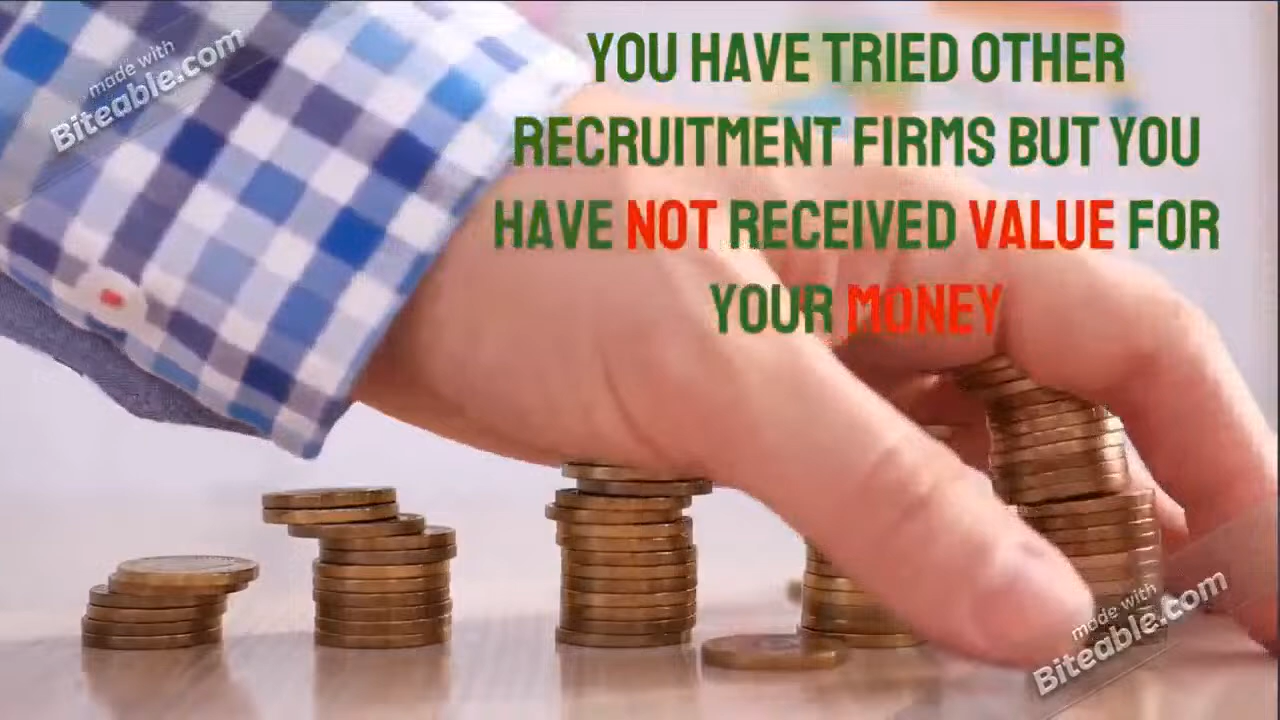 made with
Biteable.com
YOU HAVE TRIED OTHER
RECRUITMENT FIRMS BUT YOU
HAVE NOT RECEIVED VALUE FOR
YOUR MONEY
made with
Biteable.com